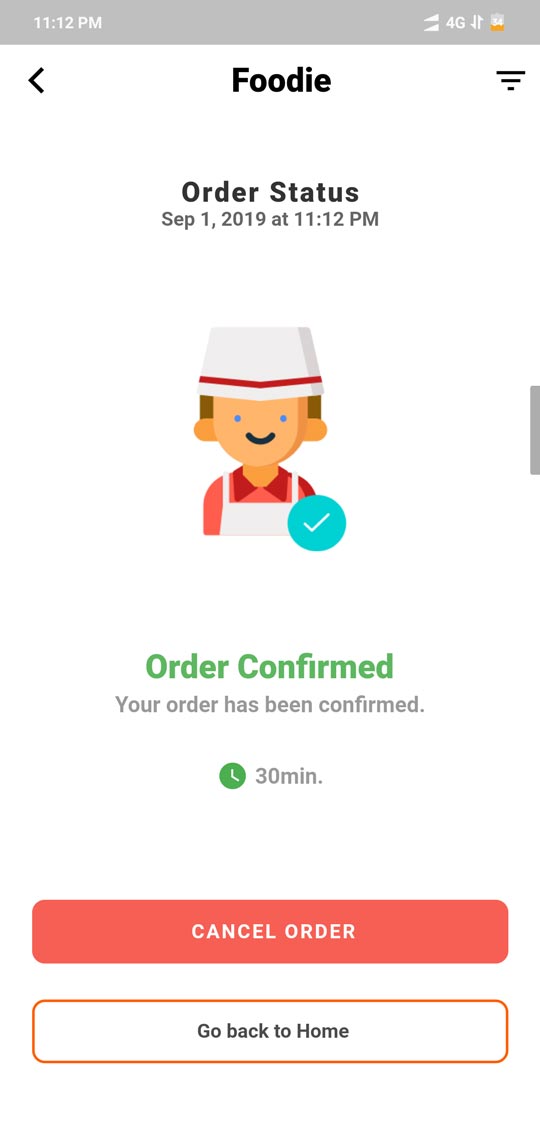 11:12 PM 4G 34
Foodie
Order Status
Sep 1, 2019 at 11:12 PM
Order Confirmed
Your order has been confirmed.
30min.
CANCEL ORDER
Go back to Home